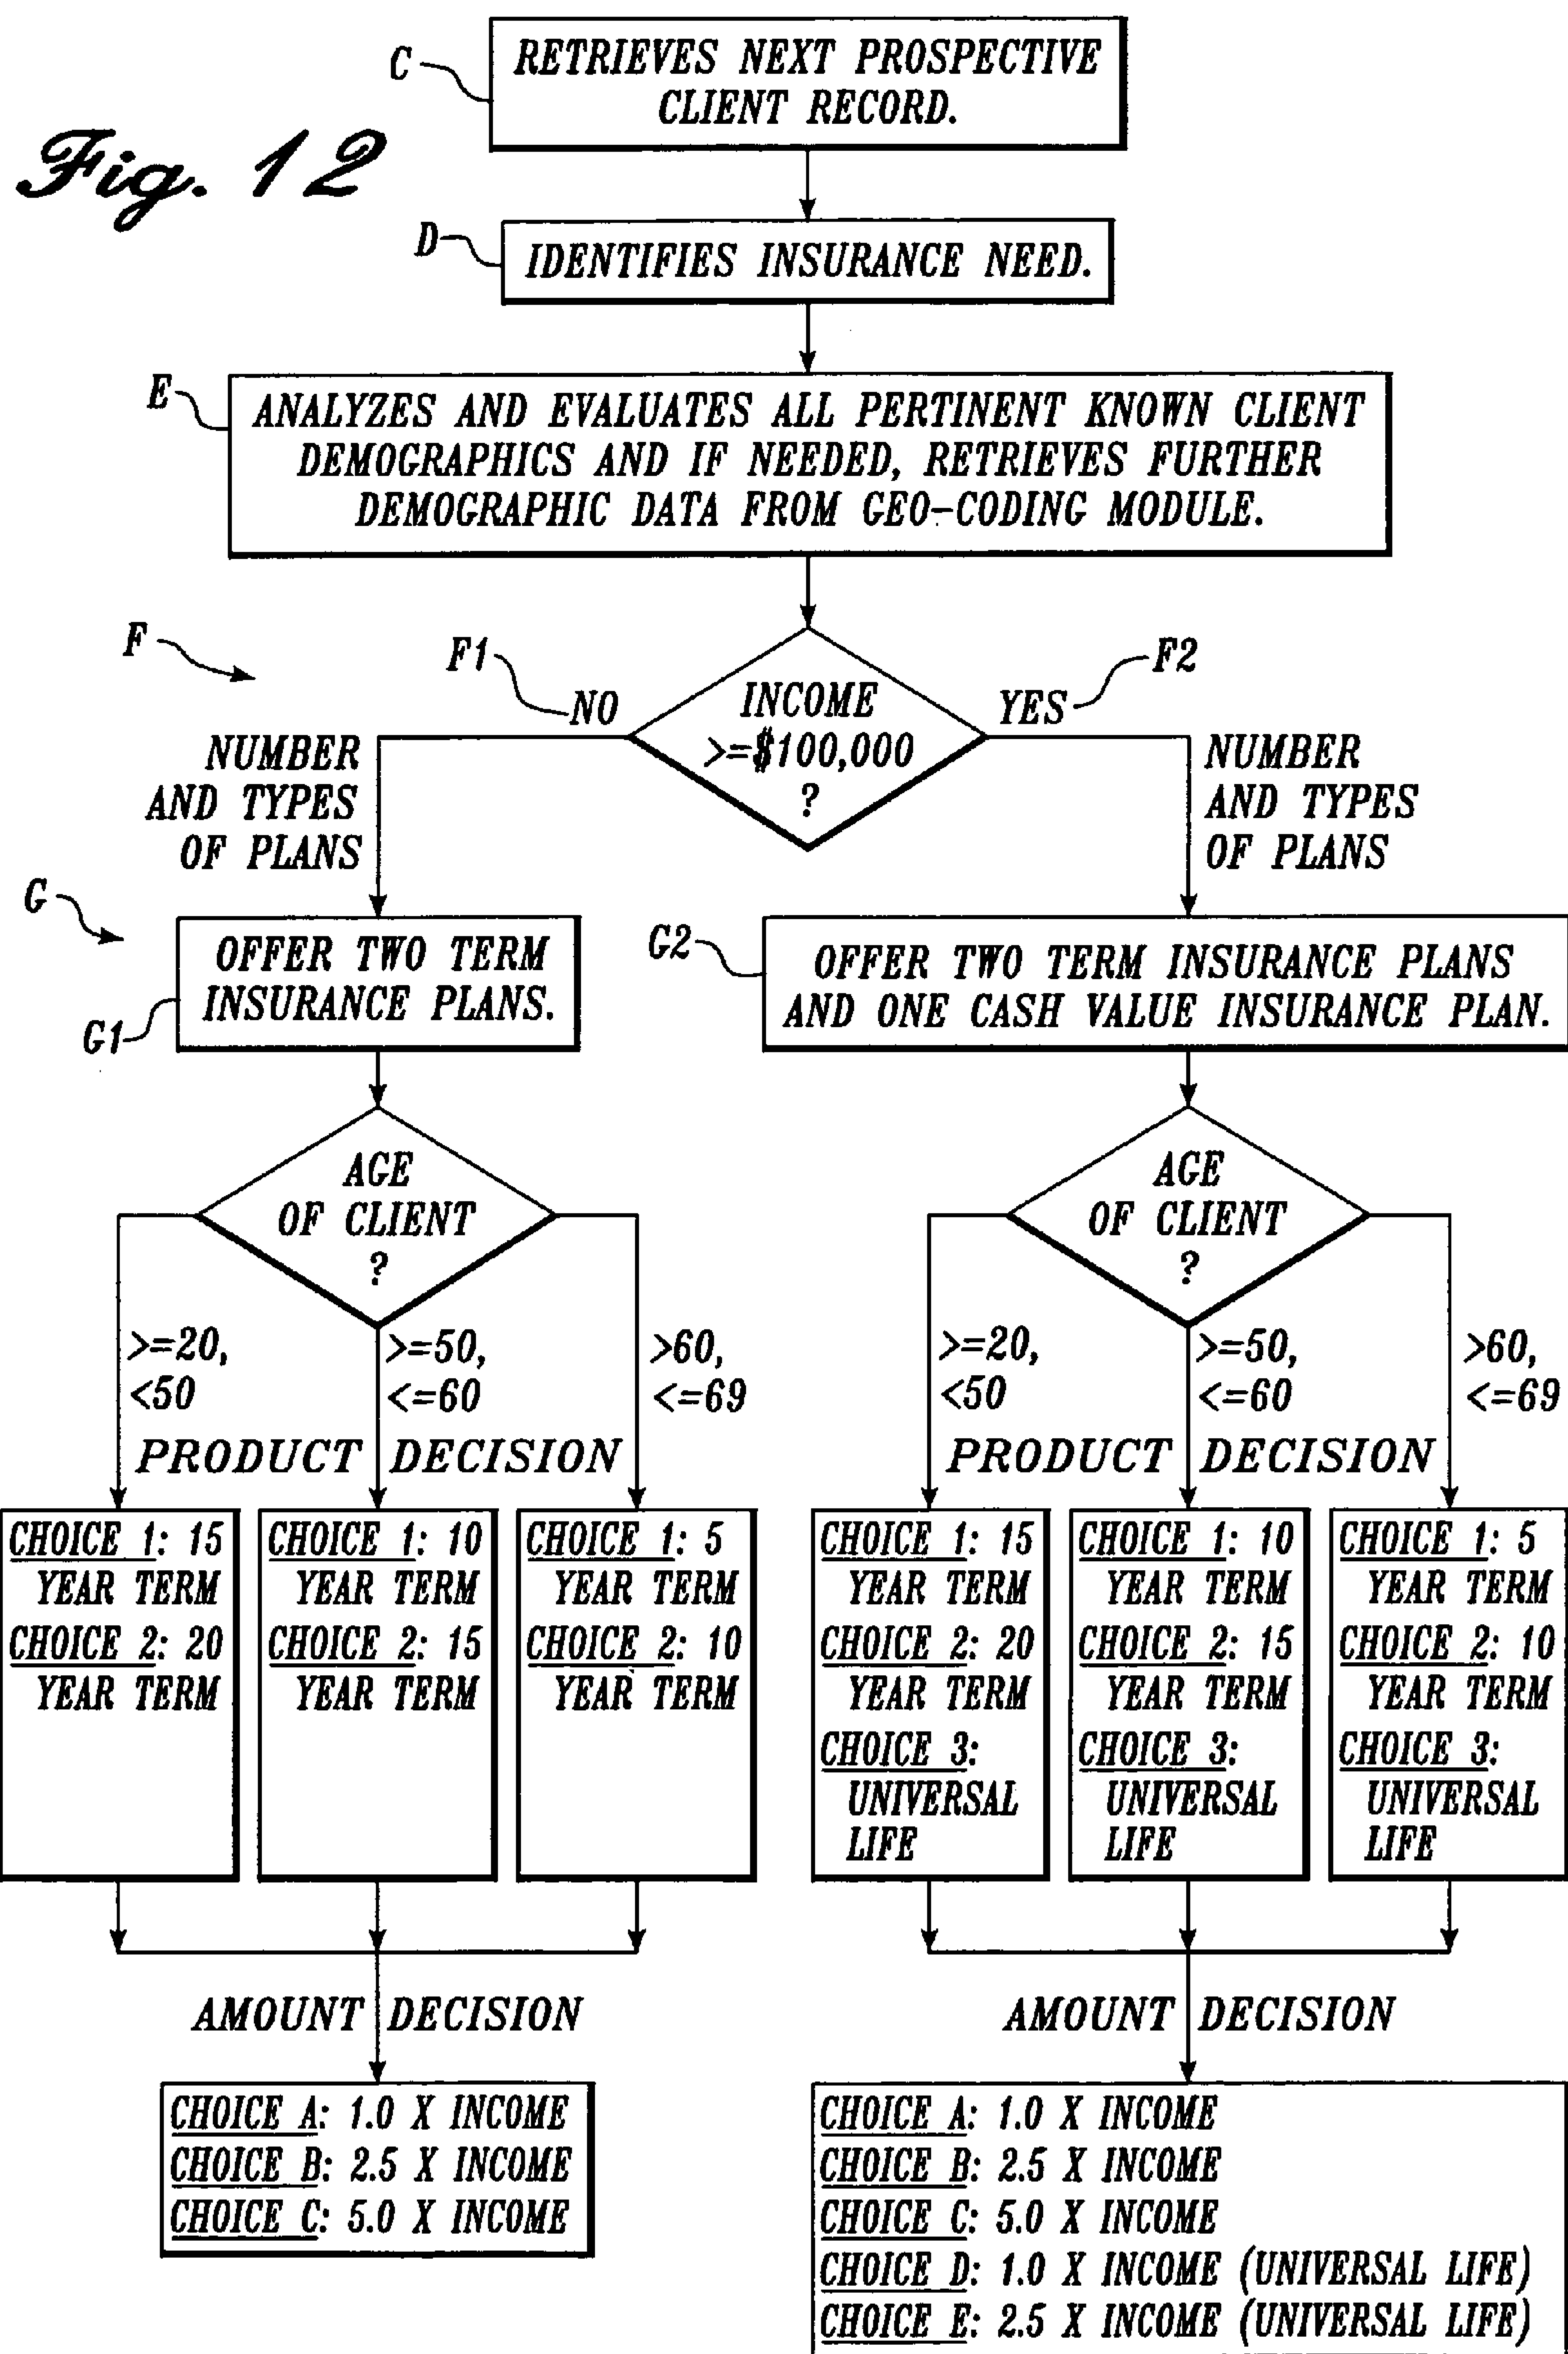 Fig. 12
C
RETRIEVES NEXT PROSPECTIVE
CLIENT RECORD.
D
IDENTIFIES INSURANCE NEED.
E
ANALYZES AND EVALUATES ALL PERTINENT KNOWN CLIENT
DEMOGRAPHICS AND IF NEEDED, RETRIEVES FURTHER
DEMOGRAPHIC DATA FROM GEO-CODING MODULE.
F
F1
NO
INCOME
>=$100,000
?
YES
F2
NUMBER
AND TYPES
OF PLANS
NUMBER
AND TYPES
OF PLANS
G
OFFER TWO TERM
INSURANCE PLANS.
G1
G2
OFFER TWO TERM INSURANCE PLANS
AND ONE CASH VALUE INSURANCE PLAN.
AGE
OF CLIENT
?
>=20,
<50
>=50,
<=60
>60,
<=69
PRODUCT DECISION
CHOICE 1: 15
YEAR TERM
CHOICE 2: 20
YEAR TERM
CHOICE 1: 10
YEAR TERM
CHOICE 2: 15
YEAR TERM
CHOICE 1: 5
YEAR TERM
CHOICE 2: 10
YEAR TERM
AMOUNT DECISION
CHOICE A: 1.0 X INCOME
CHOICE B: 2.5 X INCOME
CHOICE C: 5.0 X INCOME
AGE
OF CLIENT
?
>=20,
<50
>=50,
<=60
>60,
<=69
PRODUCT DECISION
CHOICE 1: 15
YEAR TERM
CHOICE 2: 20
YEAR TERM
CHOICE 3:
UNIVERSAL
LIFE
CHOICE 1: 10
YEAR TERM
CHOICE 2: 15
YEAR TERM
CHOICE 3:
UNIVERSAL
LIFE
CHOICE 1: 5
YEAR TERM
CHOICE 2: 10
YEAR TERM
CHOICE 3:
UNIVERSAL
LIFE
AMOUNT DECISION
CHOICE A: 1.0 X INCOME
CHOICE B: 2.5 X INCOME
CHOICE C: 5.0 X INCOME
CHOICE D: 1.0 X INCOME (UNIVERSAL LIFE)
CHOICE E: 2.5 X INCOME (UNIVERSAL LIFE)